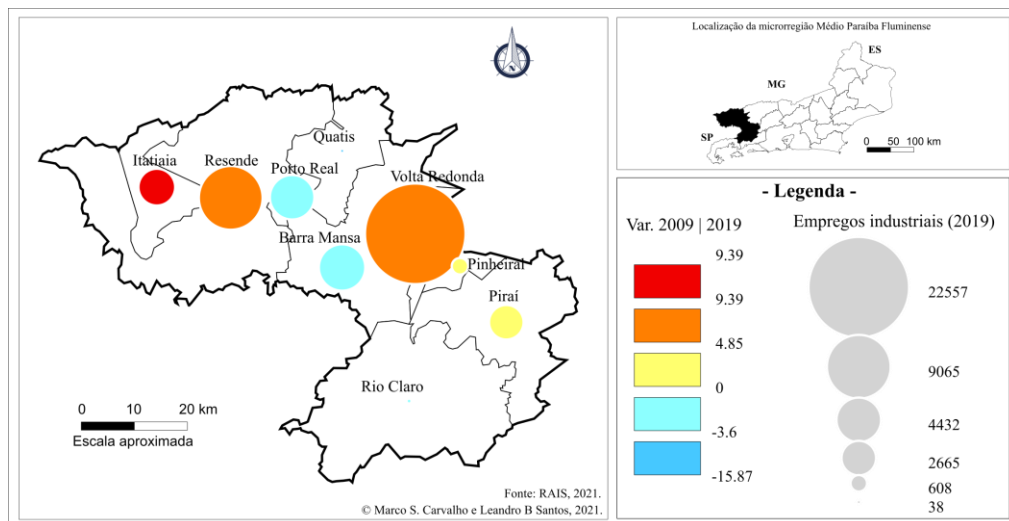 Quatis
Itatiaia
Resende
Porto Real
Volta Redonda
Barra Mansa
Pinheiral
Piraí
Rio Claro
0 10 20 km
Escala aproximada
Fonte: RAIS, 2021.
© Marco S. Carvalho e Leandro B Santos, 2021.
Localização da microrregião Médio Paraíba Fluminense
ES
MG
SP
0 50 100 km
- Legenda -
Var. 2009 | 2019
9.39
9.39
4.85
0
-3.6
-15.87
Empregos industriais (2019)
22557
9065
4432
2665
608
38